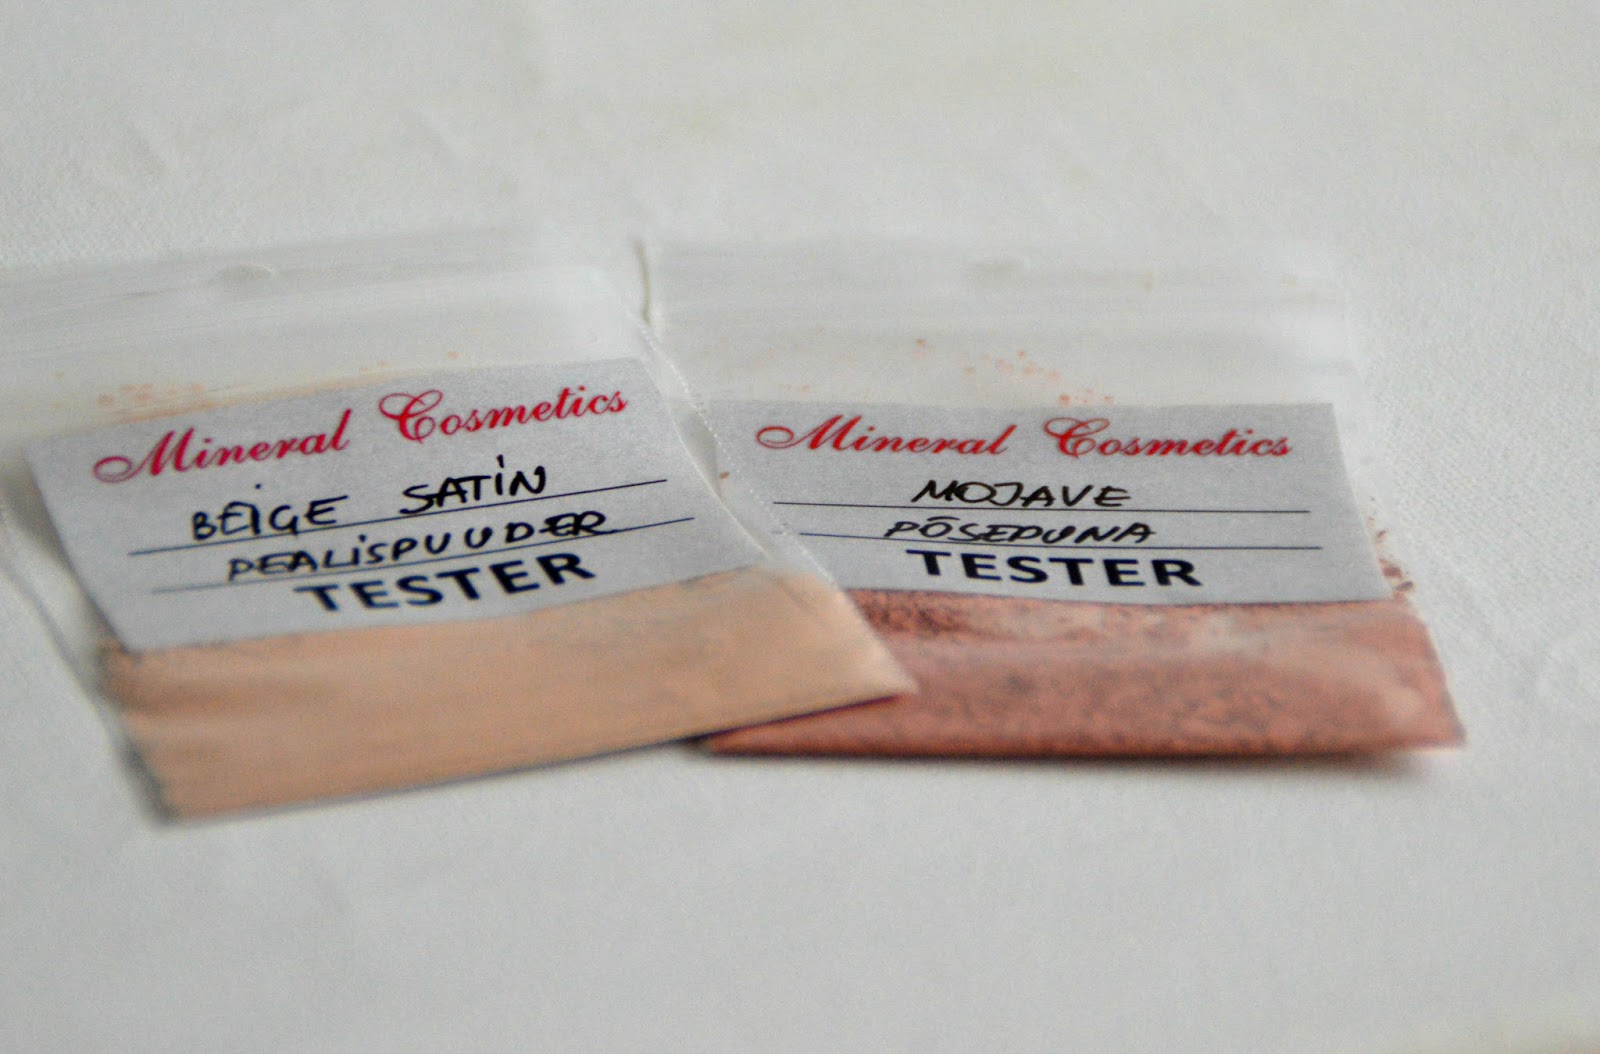 Mineral Cosmetics
BEIGE SATIN
PEALISPUUDER
TESTER
Mineral Cosmetics
MOJAVE
PÕSEPUNA
TESTER